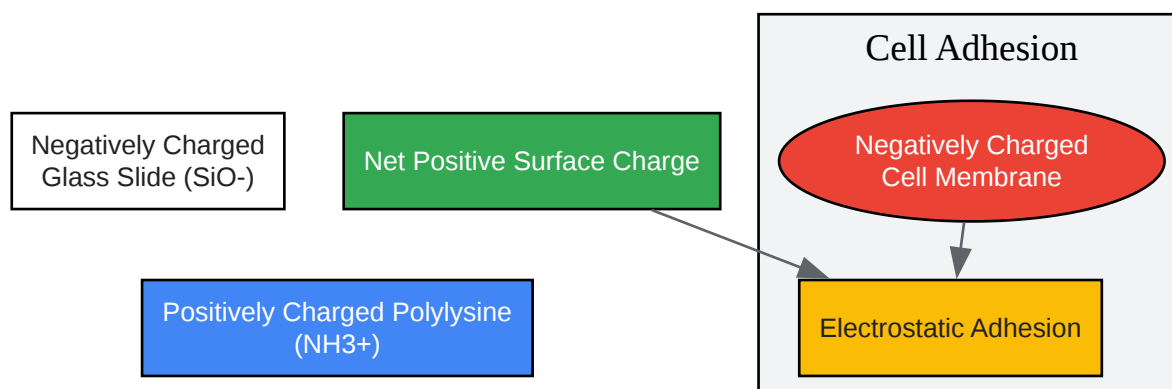 Cell Adhesion
Negatively Charged
Glass Slide (SiO-)
Net Positive Surface Charge
Negatively Charged
Cell Membrane
Positively Charged Polylysine
(NH3+)
Electrostatic Adhesion